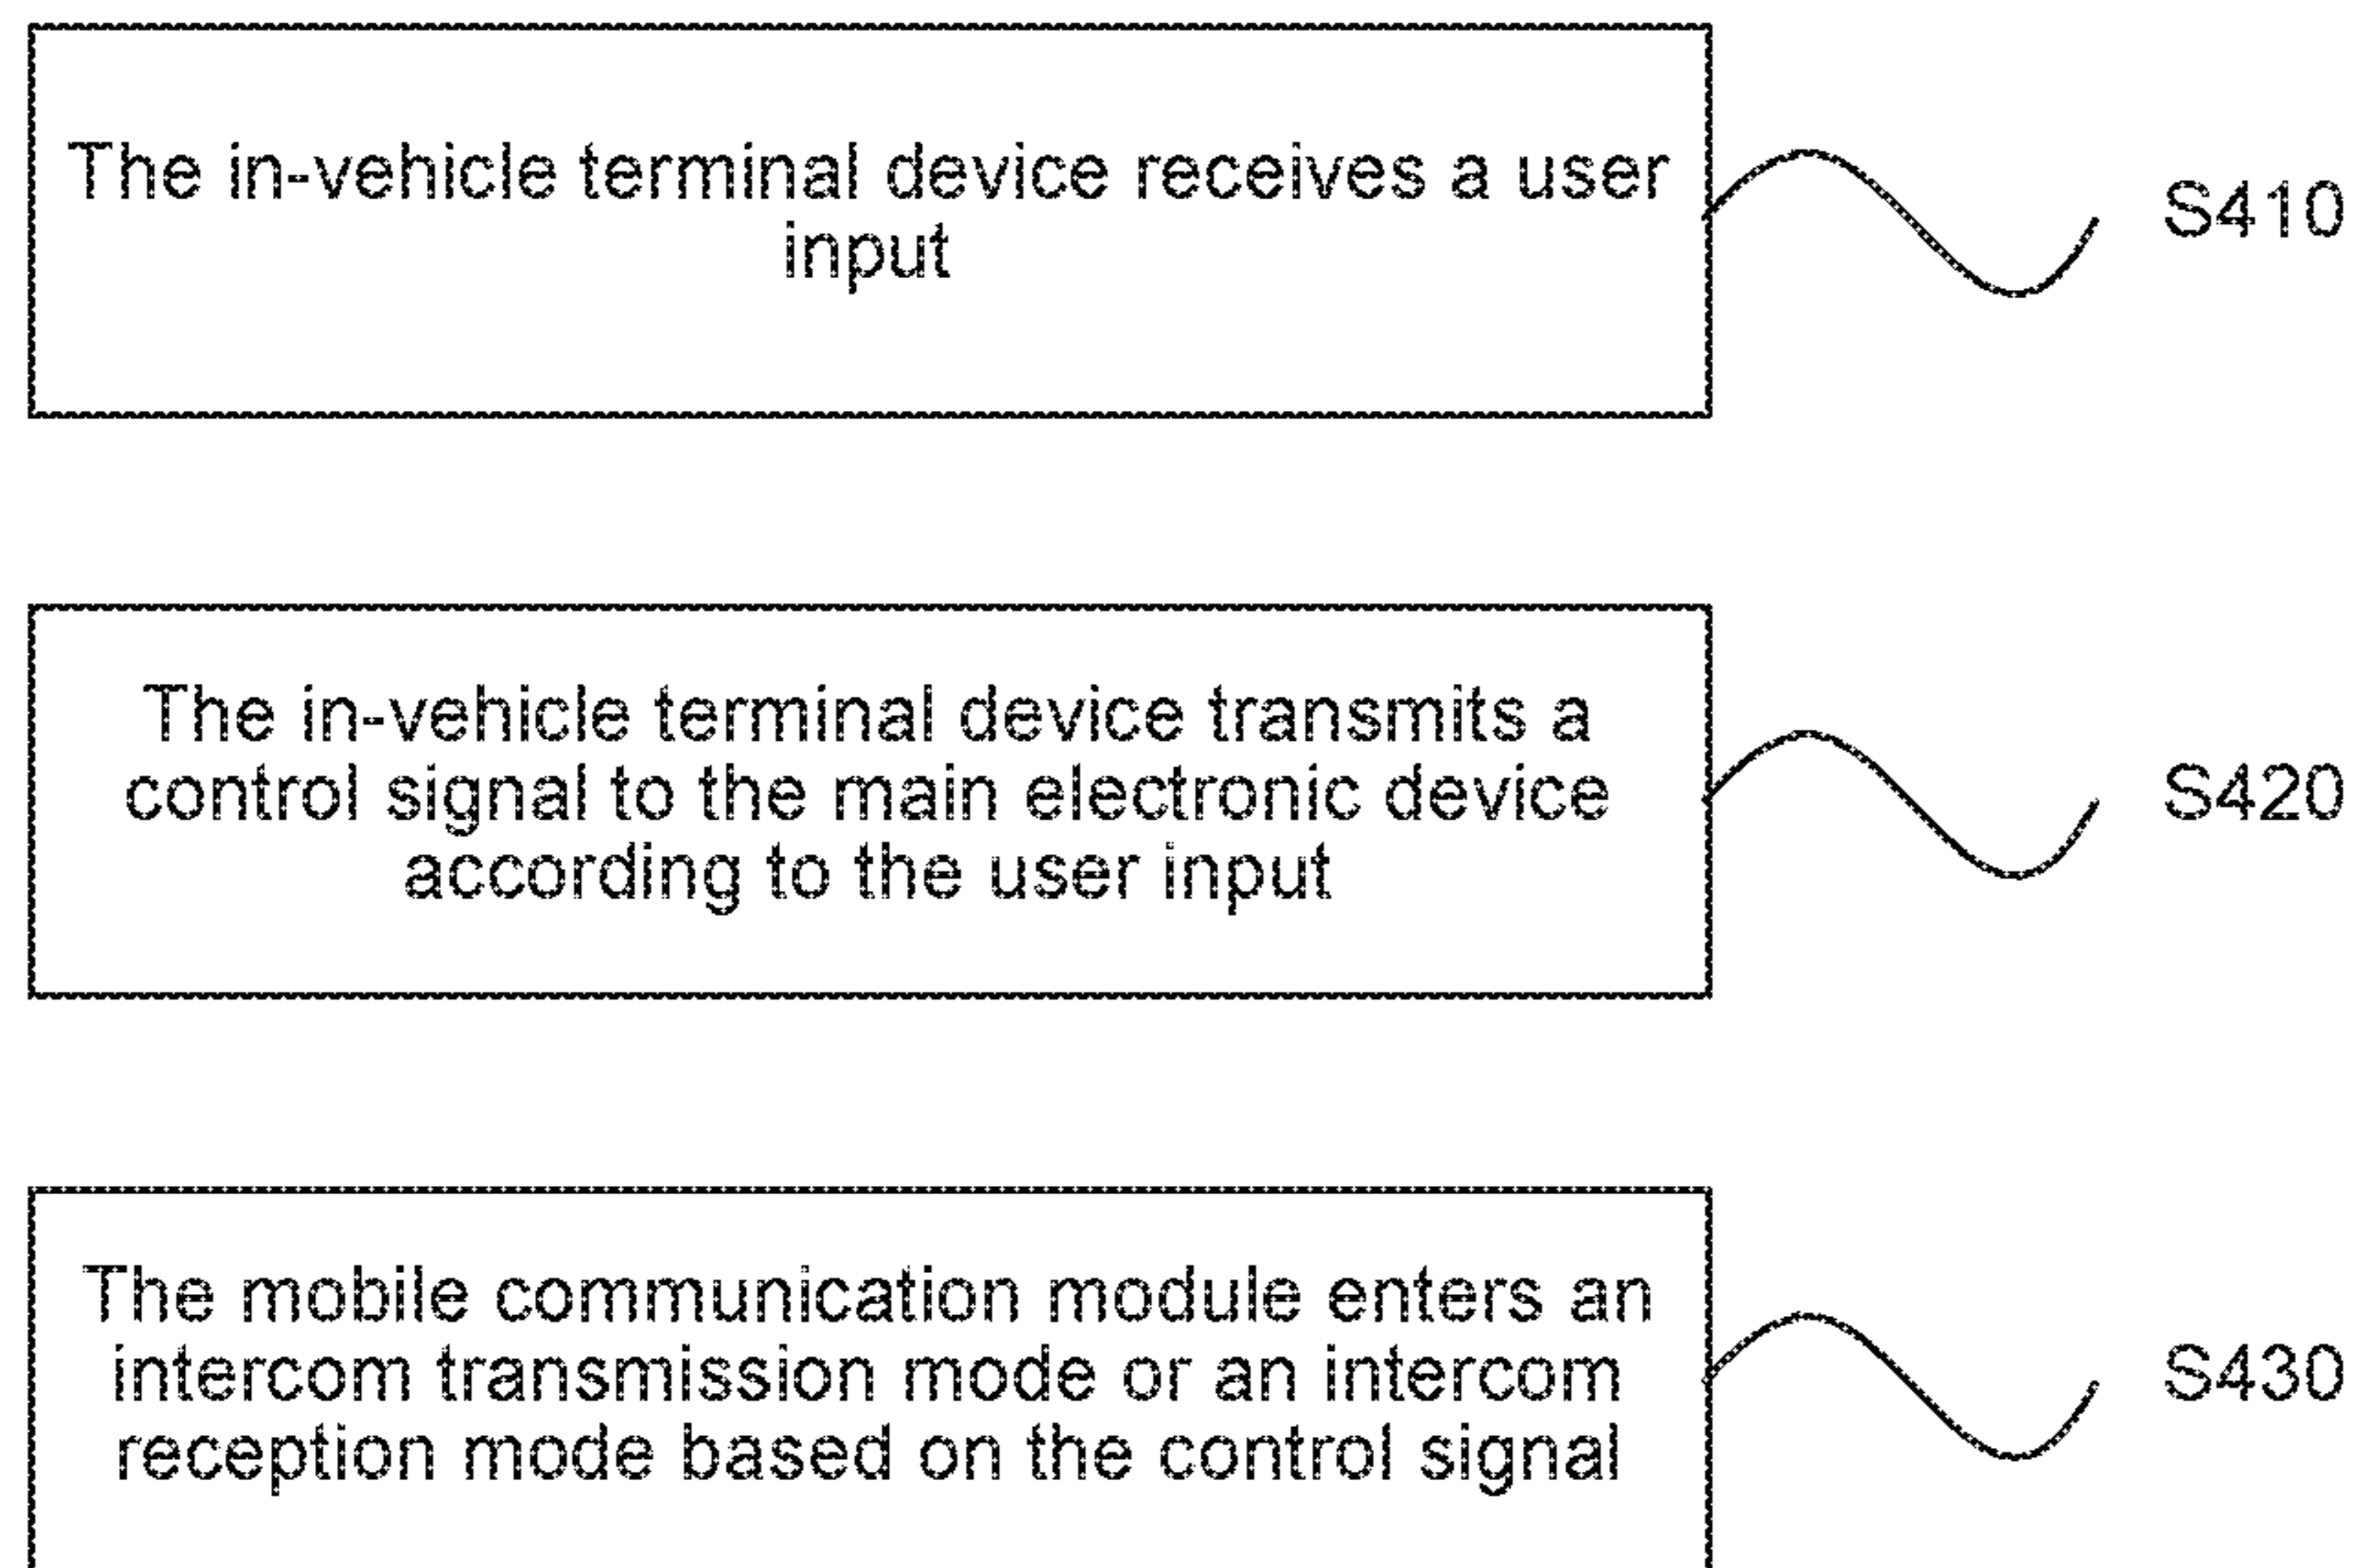 The in-vehicle terminal device receives a user
input
S410
The in-vehicle terminal device transmits a
control signal to the main electronic device
according to the user input
S420
The mobile communication module enters an
intercom transmission mode or an intercom
reception mode based on the control signal
S430